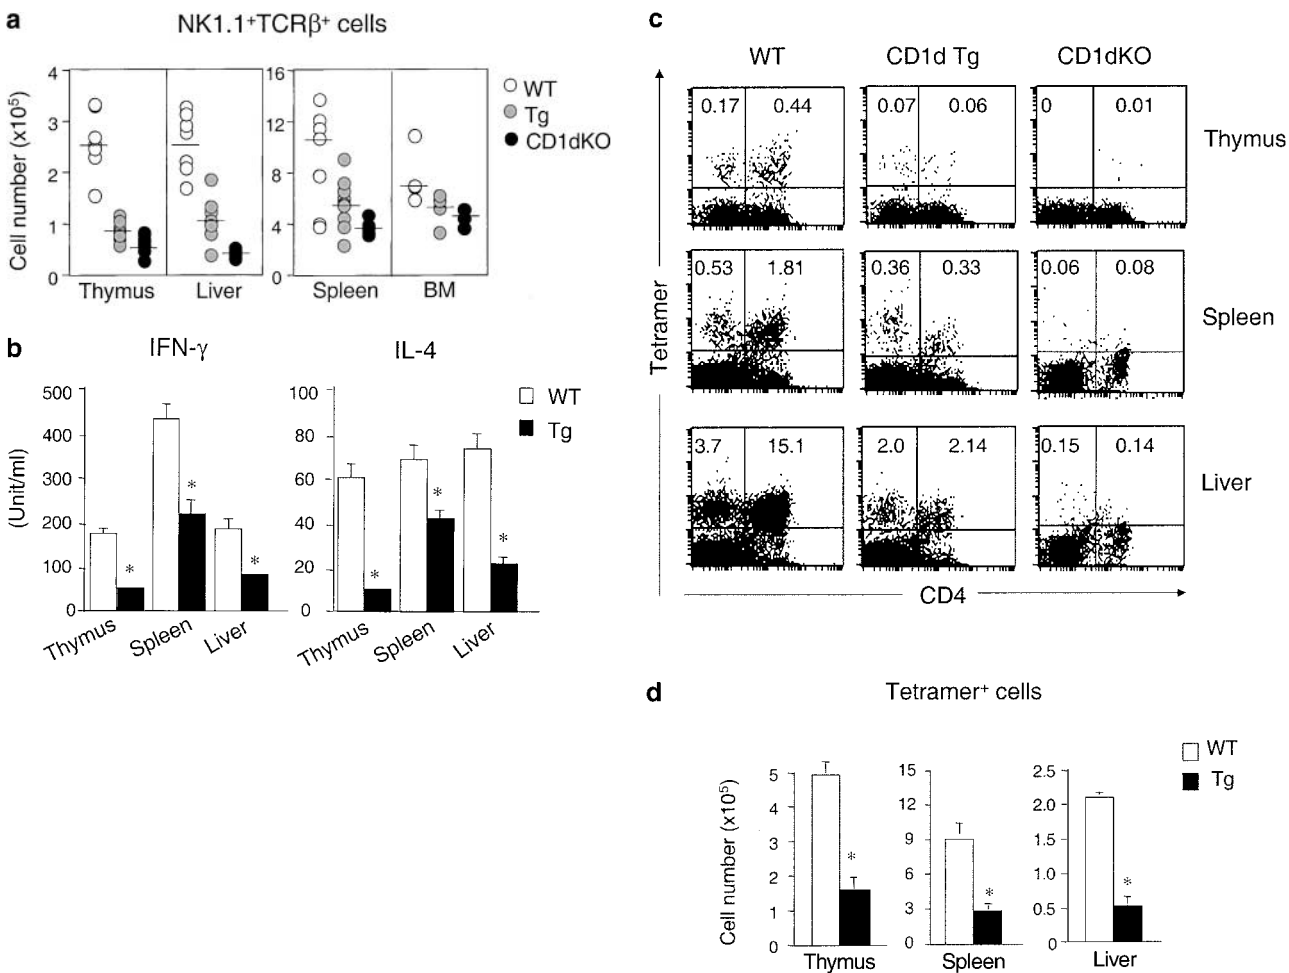 a
NK1.1⁺TCRβ⁺ cells
Cell number (x10⁵)
4
3
2
1
0
16
12
8
4
0
WT
Tg
CD1dKO
Thymus
Liver
Spleen
BM
b
IFN-γ
IL-4
(Unit/ml)
500
400
300
200
100
0
100
80
60
40
20
0
WT
Tg
*
*
*
*
*
*
Thymus
Spleen
Liver
Thymus
Spleen
Liver
c
WT
CD1d Tg
CD1dKO
0.17
0.44
0.07
0.06
0
0.01
Thymus
0.53
1.81
0.36
0.33
0.06
0.08
Spleen
3.7
15.1
2.0
2.14
0.15
0.14
Liver
Tetramer
CD4
d
Tetramer⁺ cells
WT
Tg
Cell number (x10⁵)
5
4
3
2
1
0
*
Thymus
15
12
9
6
3
0
*
Spleen
2.5
2.0
1.5
1.0
0.5
0
*
Liver